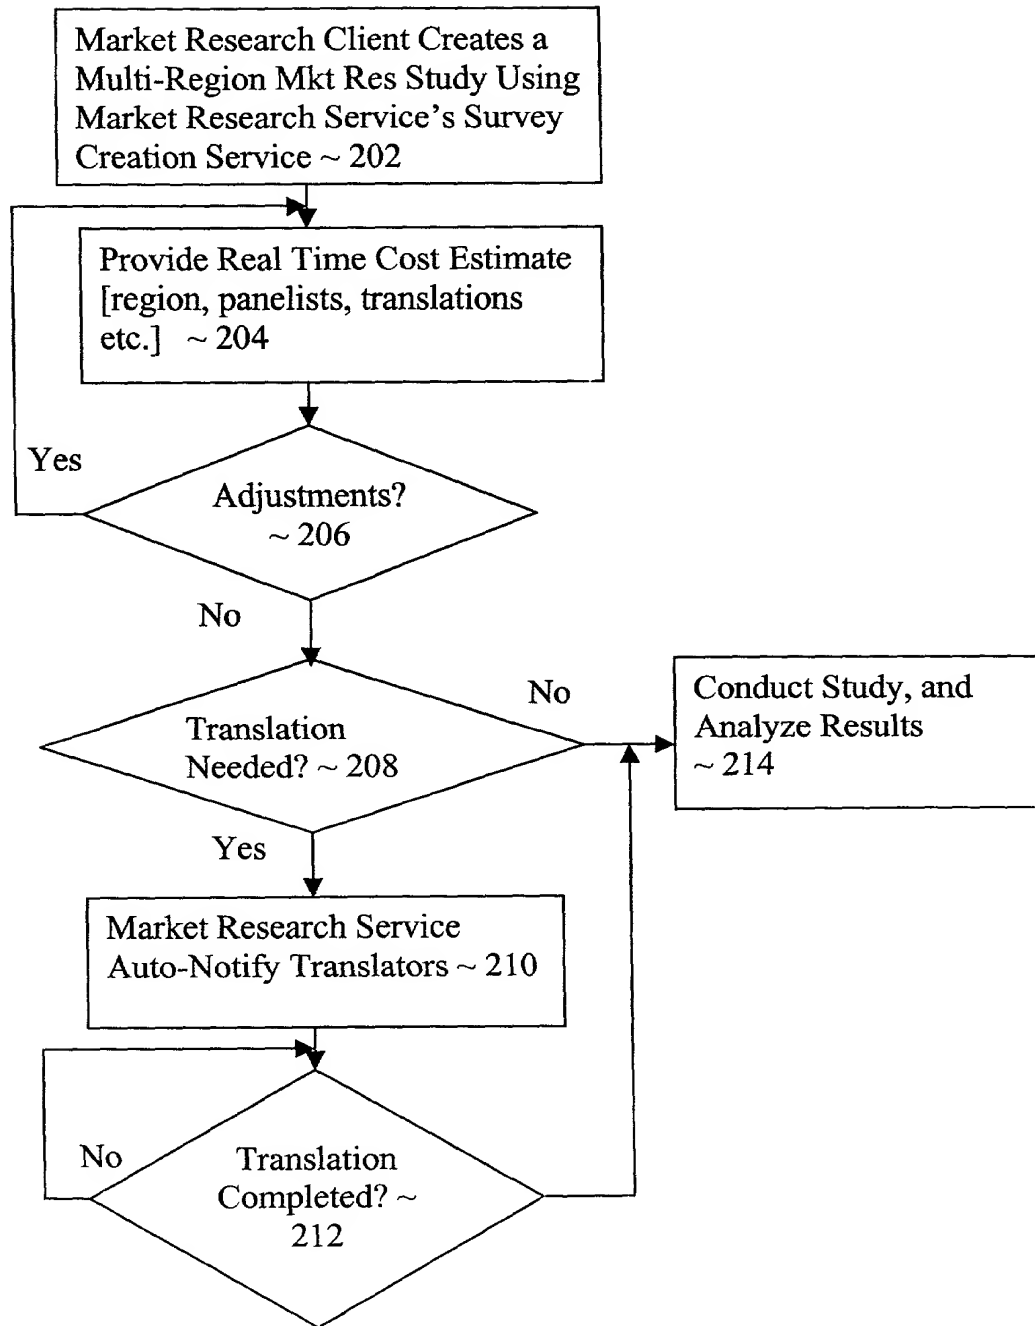 Market Research Client Creates a
Multi-Region Mkt Res Study Using
Market Research Service's Survey
Creation Service ~ 202
Provide Real Time Cost Estimate
[region, panelists, translations
etc.] ~ 204
Yes
Adjustments?
~ 206
No
Translation
Needed? ~ 208
No
Conduct Study, and
Analyze Results
~ 214
Yes
Market Research Service
Auto-Notify Translators ~ 210
No
Translation
Completed? ~
212